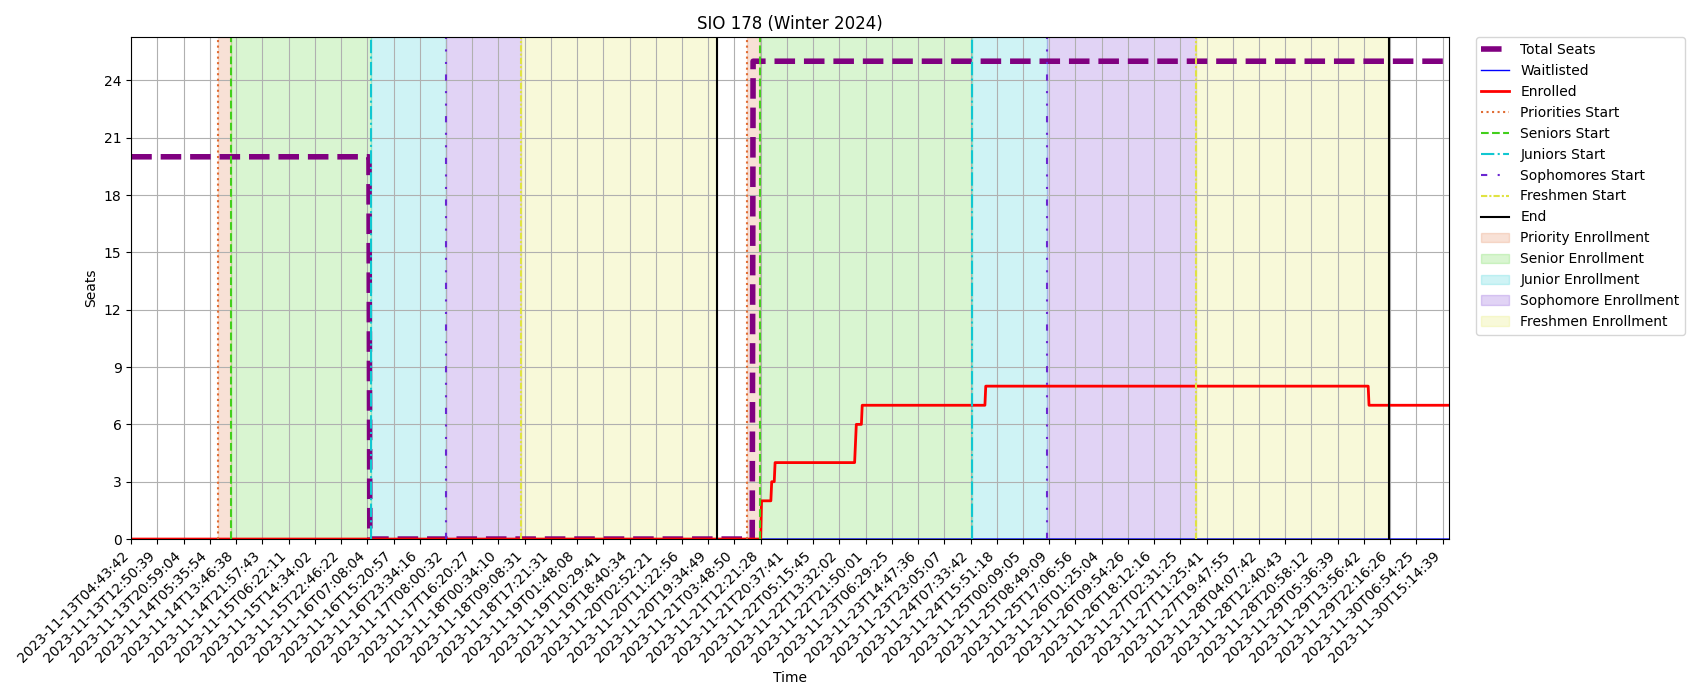 SIO 178 (Winter 2024)
Seats
24
21
18
15
12
9
6
3
0
2023-11-13T04:43:42
2023-11-13T12:50:39
2023-11-13T20:59:04
2023-11-14T05:35:54
2023-11-14T13:46:38
2023-11-14T21:57:43
2023-11-15T06:22:11
2023-11-15T14:34:02
2023-11-15T22:46:22
2023-11-16T07:08:04
2023-11-16T15:20:57
2023-11-16T23:34:16
2023-11-17T08:00:32
2023-11-17T16:20:27
2023-11-18T00:34:10
2023-11-18T09:08:31
2023-11-18T17:21:31
2023-11-19T01:48:08
2023-11-19T10:29:41
2023-11-19T18:40:34
2023-11-20T02:52:21
2023-11-20T11:22:56
2023-11-20T19:34:49
2023-11-21T03:48:50
2023-11-21T12:21:28
2023-11-21T20:37:41
2023-11-22T05:15:45
2023-11-22T13:32:02
2023-11-22T21:50:01
2023-11-23T06:29:25
2023-11-23T14:47:36
2023-11-23T23:05:07
2023-11-24T07:33:42
2023-11-24T15:51:18
2023-11-25T00:09:05
2023-11-25T08:49:09
2023-11-25T17:06:56
2023-11-26T01:25:04
2023-11-26T09:54:26
2023-11-26T18:12:16
2023-11-27T02:31:25
2023-11-27T11:25:41
2023-11-27T19:47:55
2023-11-28T04:07:42
2023-11-28T12:40:43
2023-11-28T20:58:12
2023-11-29T05:36:39
2023-11-29T13:56:42
2023-11-29T22:16:26
2023-11-30T06:54:25
2023-11-30T15:14:39
Time
Total Seats
Waitlisted
Enrolled
Priorities Start
Seniors Start
Juniors Start
Sophomores Start
Freshmen Start
End
Priority Enrollment
Senior Enrollment
Junior Enrollment
Sophomore Enrollment
Freshmen Enrollment